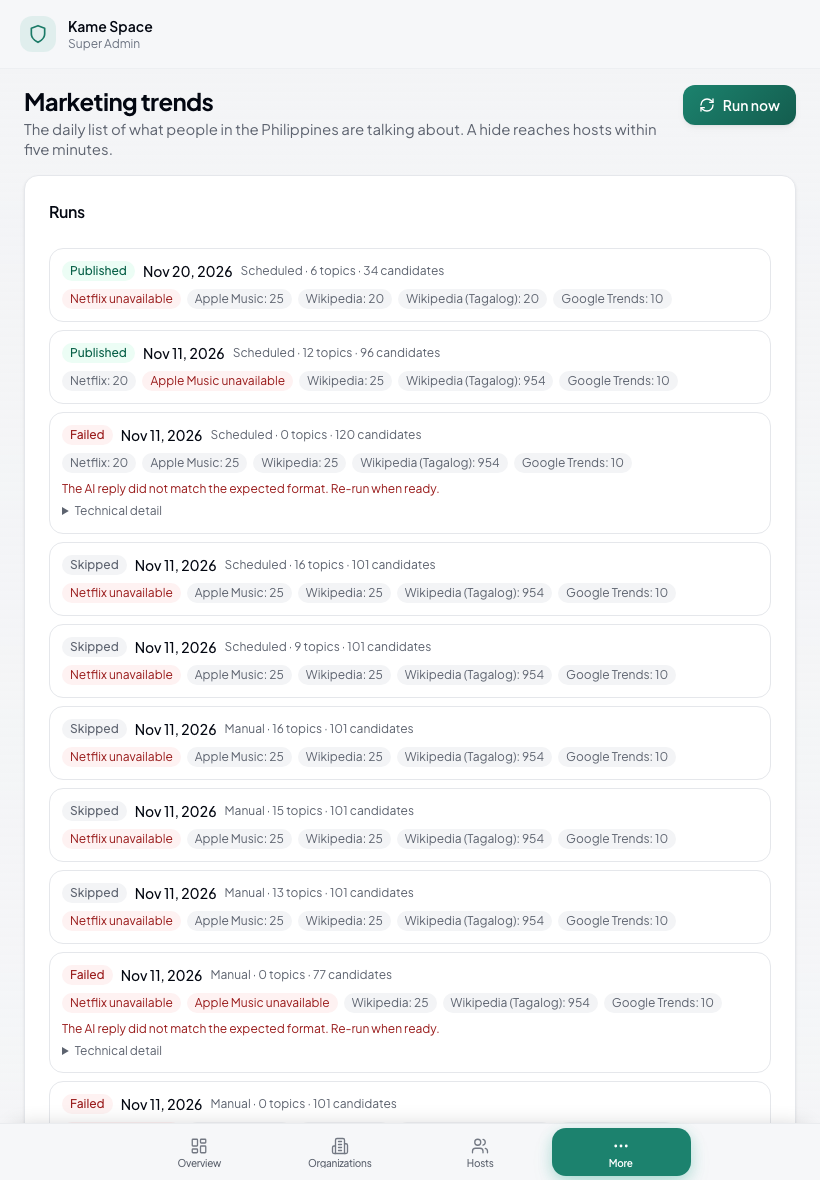 Kame Space
Super Admin
Marketing trends
The daily list of what people in the Philippines are talking about. A hide reaches hosts within
five minutes.
Run now
Runs
Published Nov 20, 2026 Scheduled · 6 topics · 34 candidates
Netflix unavailable Apple Music: 25 Wikipedia: 20 Wikipedia (Tagalog): 20 Google Trends: 10
Published Nov 11, 2026 Scheduled · 12 topics · 96 candidates
Netflix: 20 Apple Music unavailable Wikipedia: 25 Wikipedia (Tagalog): 954 Google Trends: 10
Failed Nov 11, 2026 Scheduled · 0 topics · 120 candidates
Netflix: 20 Apple Music: 25 Wikipedia: 25 Wikipedia (Tagalog): 954 Google Trends: 10
The AI reply did not match the expected format. Re-run when ready.
Technical detail
Skipped Nov 11, 2026 Scheduled · 16 topics · 101 candidates
Netflix unavailable Apple Music: 25 Wikipedia: 25 Wikipedia (Tagalog): 954 Google Trends: 10
Skipped Nov 11, 2026 Scheduled · 9 topics · 101 candidates
Netflix unavailable Apple Music: 25 Wikipedia: 25 Wikipedia (Tagalog): 954 Google Trends: 10
Skipped Nov 11, 2026 Manual · 16 topics · 101 candidates
Netflix unavailable Apple Music: 25 Wikipedia: 25 Wikipedia (Tagalog): 954 Google Trends: 10
Skipped Nov 11, 2026 Manual · 15 topics · 101 candidates
Netflix unavailable Apple Music: 25 Wikipedia: 25 Wikipedia (Tagalog): 954 Google Trends: 10
Skipped Nov 11, 2026 Manual · 13 topics · 101 candidates
Netflix unavailable Apple Music: 25 Wikipedia: 25 Wikipedia (Tagalog): 954 Google Trends: 10
Failed Nov 11, 2026 Manual · 0 topics · 77 candidates
Netflix unavailable Apple Music unavailable Wikipedia: 25 Wikipedia (Tagalog): 954 Google Trends: 10
The AI reply did not match the expected format. Re-run when ready.
Technical detail
Failed Nov 11, 2026 Manual · 0 topics · 101 candidates
Overview Organizations Hosts More